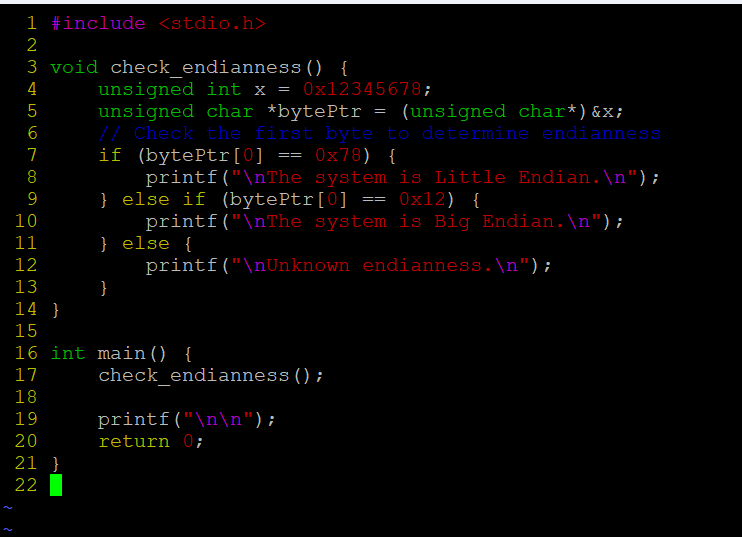 1 #include <stdio.h>
2
3 void check_endianness() {
4     unsigned int x = 0x12345678;
5     unsigned char *bytePtr = (unsigned char*)&x;
6     // Check the first byte to determine endianness
7     if (bytePtr[0] == 0x78) {
8         printf("\nThe system is Little Endian.\n");
9     } else if (bytePtr[0] == 0x12) {
10         printf("\nThe system is Big Endian.\n");
11     } else {
12         printf("\nUnknown endianness.\n");
13     }
14 }
15
16 int main() {
17     check_endianness();
18
19     printf("\n\n");
20     return 0;
21 }
22
~
~